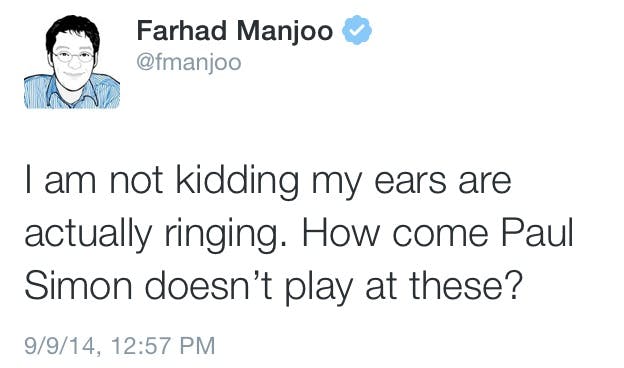 Farhad Manjoo
@fmanjoo
I am not kidding my ears are
actually ringing. How come Paul
Simon doesn’t play at these?
9/9/14, 12:57 PM